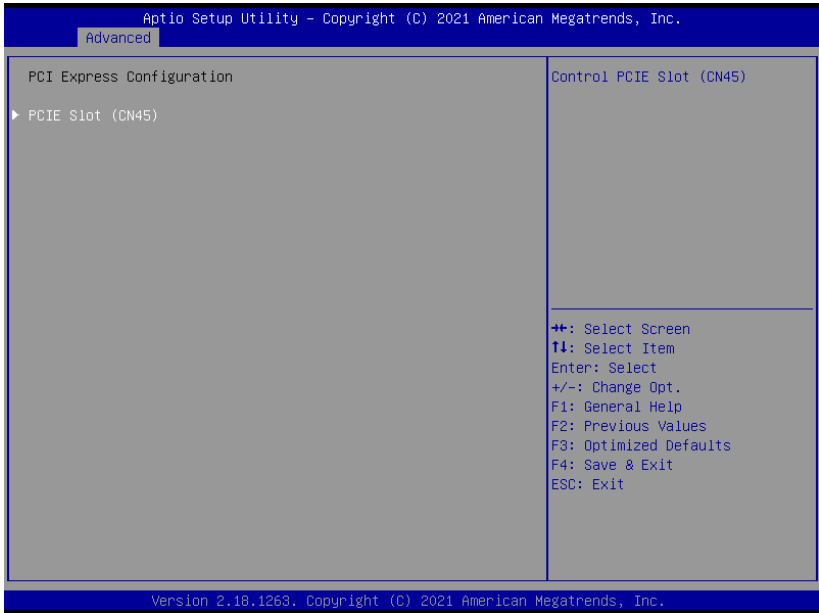 Aptio Setup Utility – Copyright (C) 2021 American Megatrends, Inc.
Advanced
PCI Express Configuration
▶ PCIE Slot (CN45)
Control PCIE Slot (CN45)
→←: Select Screen
↑↓: Select Item
Enter: Select
+/-: Change Opt.
F1: General Help
F2: Previous Values
F3: Optimized Defaults
F4: Save & Exit
ESC: Exit
Version 2.18.1263. Copyright (C) 2021 American Megatrends, Inc.